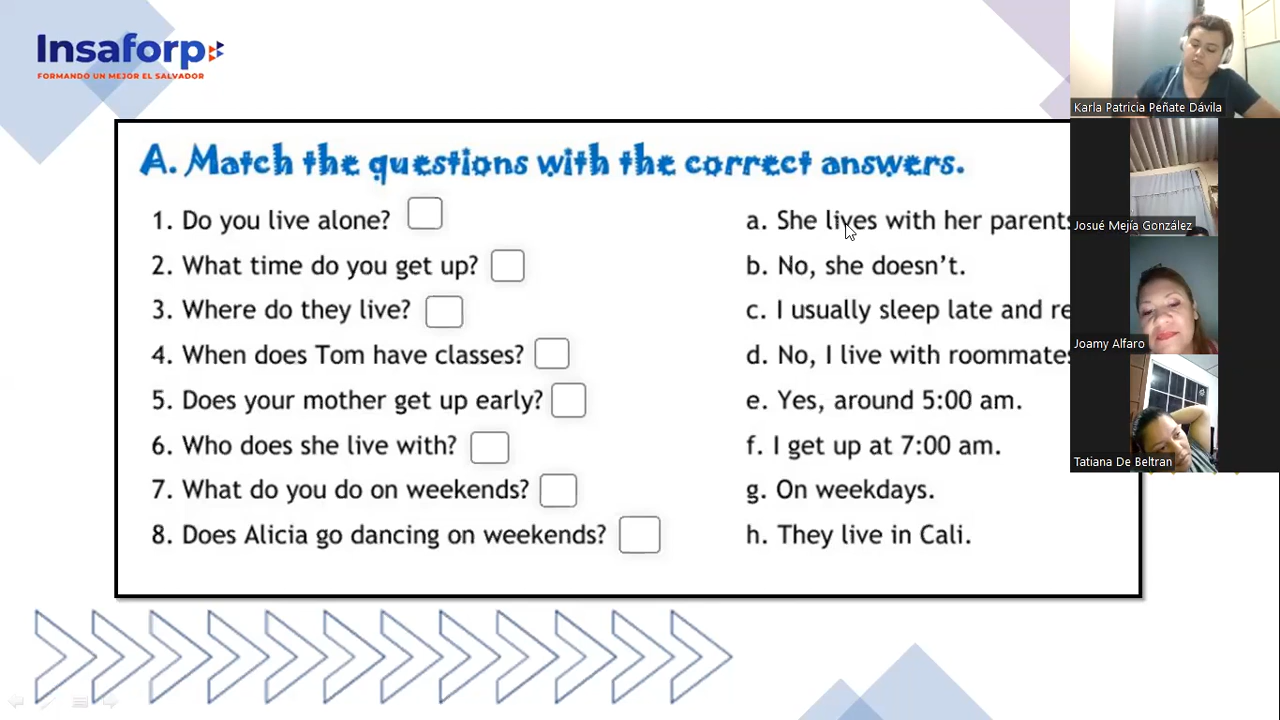 Insaforp
FORMANDO UN MEJOR EL SALVADOR
A. Match the questions with the correct answers.
1. Do you live alone?
2. What time do you get up?
3. Where do they live?
4. When does Tom have classes?
5. Does your mother get up early?
6. Who does she live with?
7. What do you do on weekends?
8. Does Alicia go dancing on weekends?
a. She lives with her parents
b. No, she doesn't.
c. I usually sleep late and re
d. No, I live with roommates
e. Yes, around 5:00 am.
f. I get up at 7:00 am.
g. On weekdays.
h. They live in Cali.
Karla Patricia Peñate Dávila
Josué Mejía González
Joamy Alfaro
Tatiana De Beltran